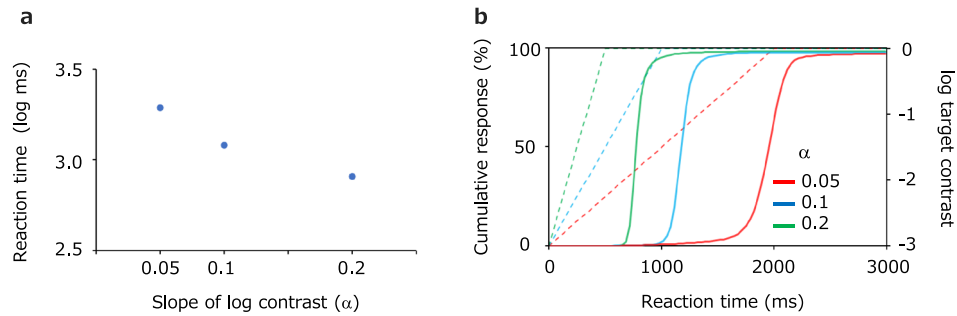 a
Reaction time (log ms)
3.5
3.0
2.5
0.05
0.1
0.2
Slope of log contrast (α)
b
Cumulative response (%)
100
50
0
0
1000
2000
3000
Reaction time (ms)
0
−1
−2
−3
log target contrast
α
0.05
0.1
0.2